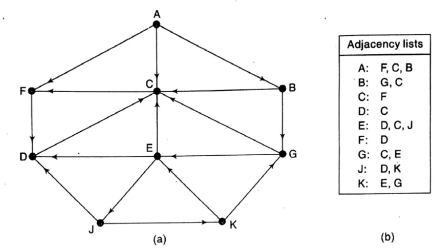 A
F
C
B
D
E
G
J
K
(a)
Adjacency lists
A: F, C, B
B: G, C
C: F
D: C
E: D, C, J
F: D
G: C, E
J: D, K
K: E, G
(b)